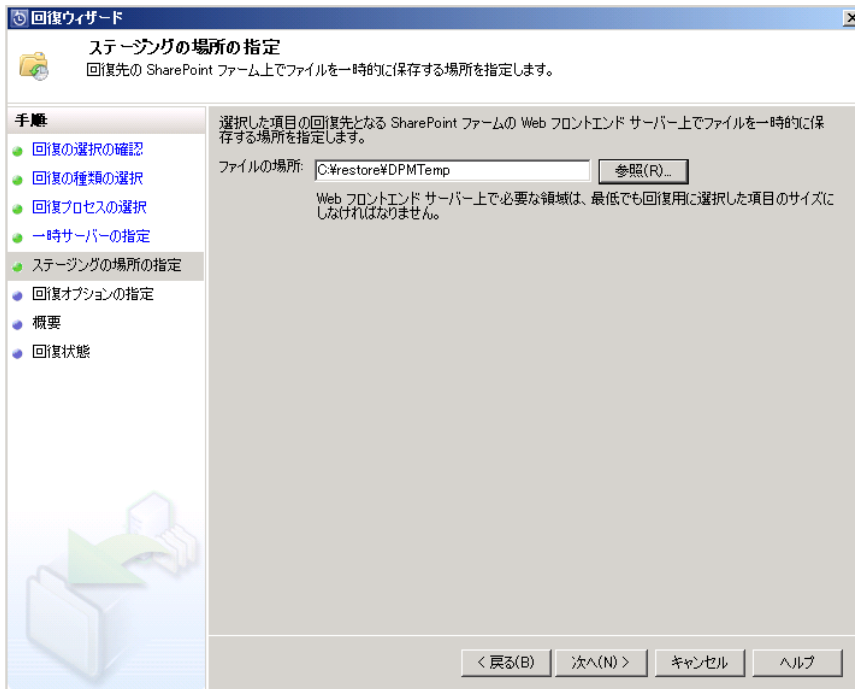 回復ウィザード
ステージングの場所の指定
回復先の SharePoint ファーム上でファイルを一時的に保存する場所を指定します。
手順
回復の選択の確認
回復の種類の選択
回復プロセスの選択
一時サーバーの指定
ステージングの場所の指定
回復オプションの指定
概要
回復状態
選択した項目の回復先となる SharePoint ファームの Web フロントエンド サーバー上でファイルを一時的に保
存する場所を指定します。
ファイルの場所: C:¥restore¥DPMTemp 参照(R)...
Web フロントエンド サーバー上で必要な領域は、最低でも回復用に選択した項目のサイズに
しなければなりません。
< 戻る(B) 次へ(N) > キャンセル ヘルプ